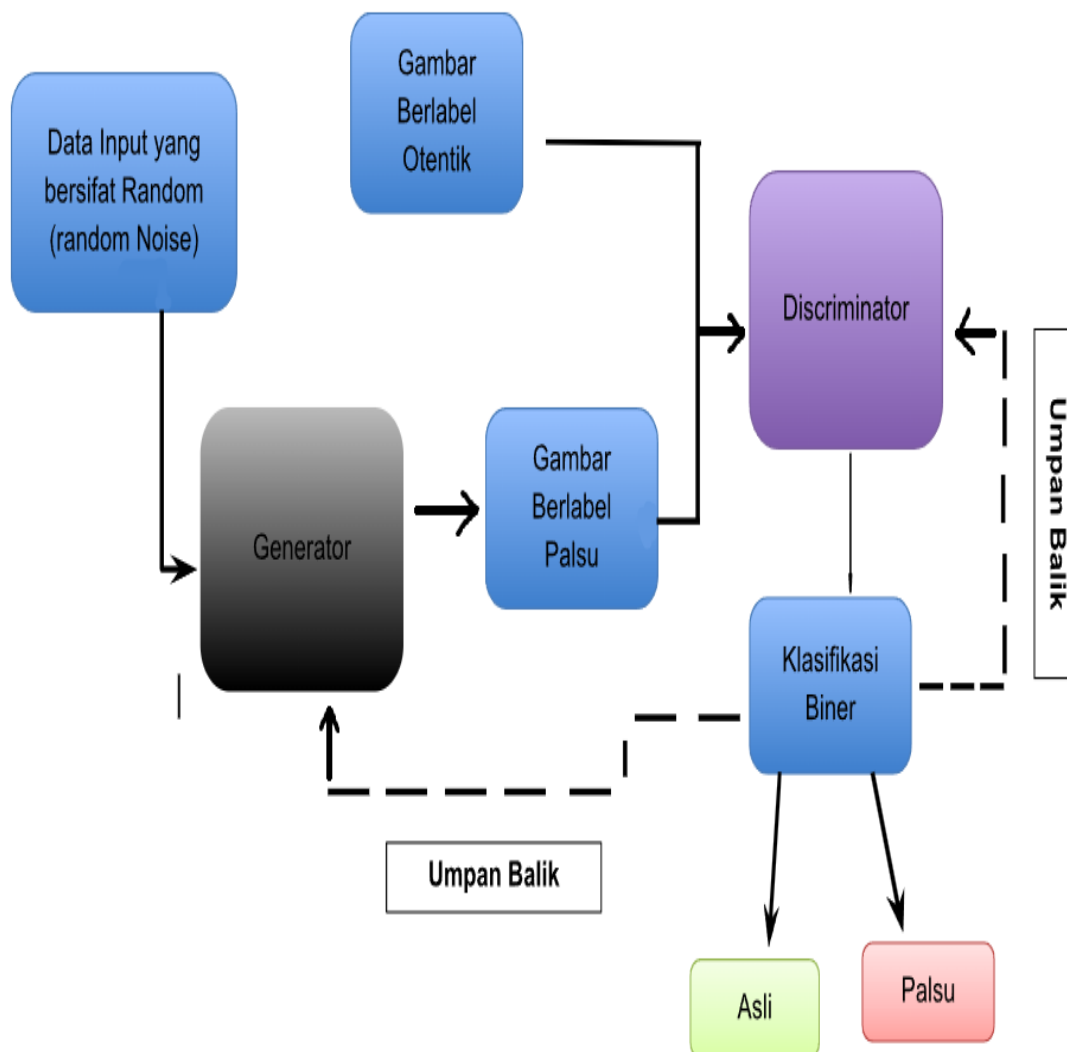 Gambar
Berlabel
Otentik
Data Input yang
bersifat Random
(random Noise)
Discriminator
Generator
Gambar
Berlabel
Palsu
Umpan Balik
Klasifikasi
Biner
Umpan Balik
Asli
Palsu